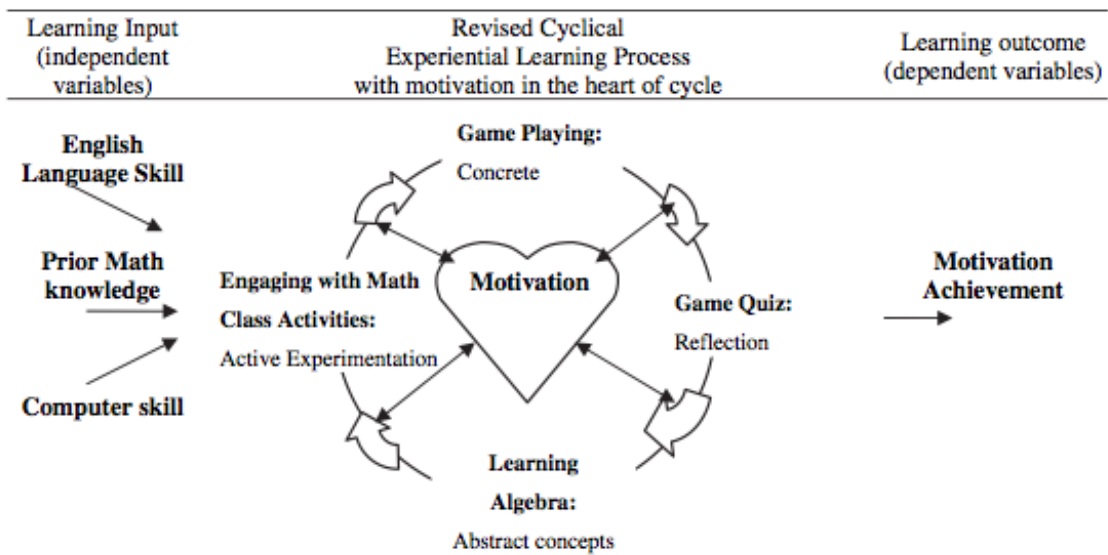 Learning Input
(independent
variables)
Revised Cyclical
Experiential Learning Process
with motivation in the heart of cycle
Learning outcome
(dependent variables)
English
Language Skill
Prior Math
knowledge
Computer skill
Game Playing:
Concrete
Engaging with Math
Class Activities:
Active Experimentation
Motivation
Game Quiz:
Reflection
Learning
Algebra:
Abstract concepts
Motivation
Achievement